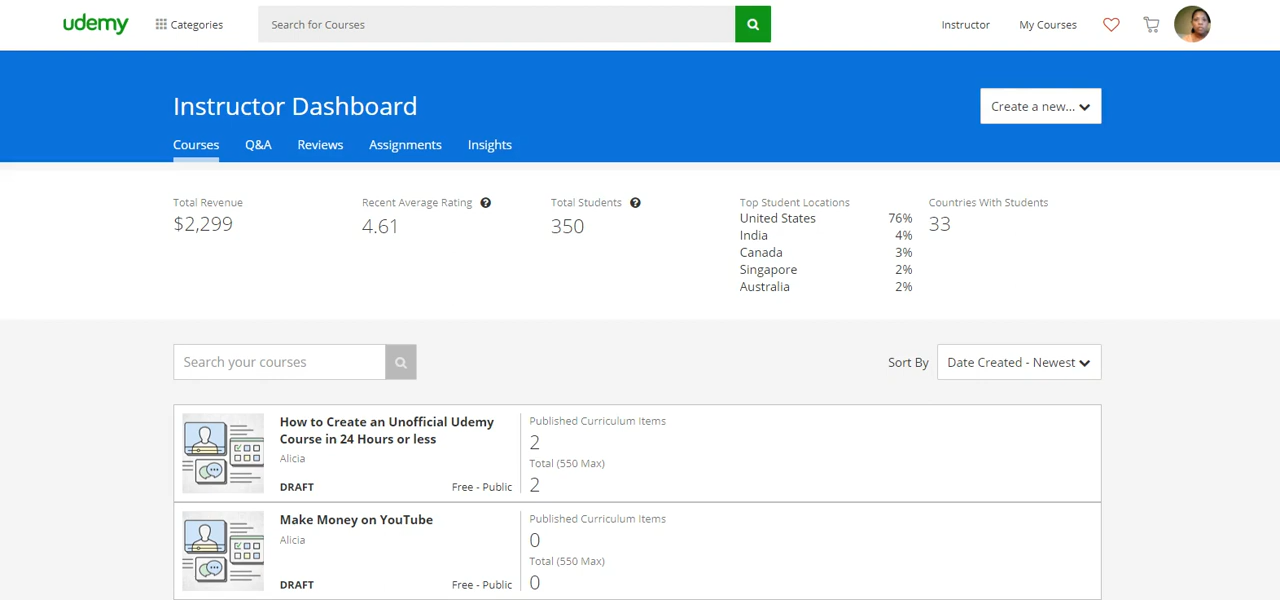 udemy
Categories
Search for Courses
Instructor
My Courses
Instructor Dashboard
Create a new...
Courses
Q&A
Reviews
Assignments
Insights
Total Revenue
$2,299
Recent Average Rating
4.61
Total Students
350
Top Student Locations
United States 76%
India 4%
Canada 3%
Singapore 2%
Australia 2%
Countries With Students
33
Search your courses
Sort By
Date Created - Newest
How to Create an Unofficial Udemy
Course in 24 Hours or less
Alicia
DRAFT
Free - Public
Published Curriculum Items
2
Total (550 Max)
2
Make Money on YouTube
Alicia
DRAFT
Free - Public
Published Curriculum Items
0
Total (550 Max)
0